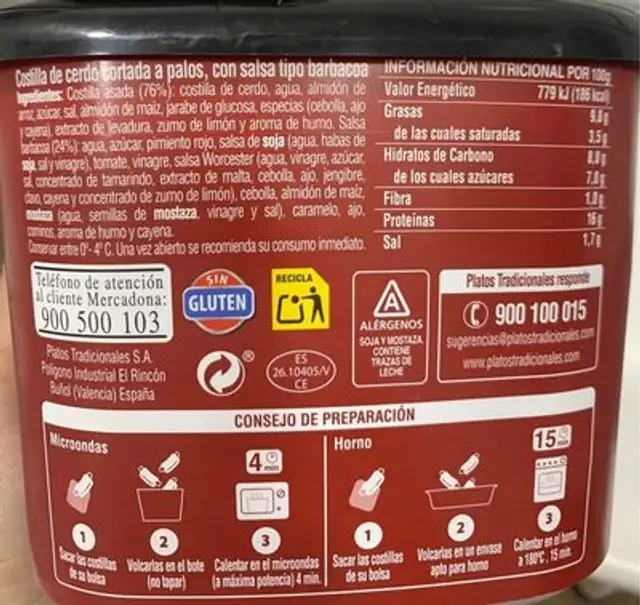 Costilla de cerdo cortada a palos, con salsa tipo barbacoa
Ingredientes: Costilla asada (76%): costilla de cerdo, agua, almidón de
arroz, azúcar, sal, almidón de maíz, jarabe de glucosa, especias (cebolla, ajo
y cayena), extracto de levadura, zumo de limón y aroma de humo. Salsa
barbacoa (24%): agua, azúcar, pimiento rojo, salsa de soja (agua, habas de
soja, sal y vinagre), tomate, vinagre, salsa Worcester (agua, vinagre, azúcar,
sal, concentrado de tamarindo, extracto de malta, cebolla, ajo, jengibre,
clavo, cayena y concentrado de zumo de limón), cebolla, almidón de maíz,
mostaza (agua, semillas de mostaza, vinagre y sal), caramelo, ajo,
cominos, aroma de humo y cayena.
Conservar entre 0°- 4° C. Una vez abierto se recomienda su consumo inmediato.
INFORMACIÓN NUTRICIONAL POR 100g
Valor Energético 779 kJ (186 kcal)
Grasas 9,8 g
de las cuales saturadas 3,5 g
Hidratos de Carbono 8,0 g
de los cuales azúcares 7,0 g
Fibra 1,0 g
Proteínas 16 g
Sal 1,7 g
Teléfono de atención
al cliente Mercadona:
900 500 103
SIN
GLUTEN
RECICLA
ALÉRGENOS
SOJA Y MOSTAZA.
CONTIENE
TRAZAS DE
LECHE
Platos Tradicionales responde
900 100 015
sugerencias@platostradicionales.com
www.platostradicionales.com
Platos Tradicionales S.A.
Polígono Industrial El Rincón
Buñol (Valencia) España
®
ES
26.10405/V
CE
CONSEJO DE PREPARACIÓN
Microondas
4 min
1
2
3
Sacar las costillas
de su bolsa
Volcarlas en el bote
(no tapar)
Calentar en el microondas
(a máxima potencia) 4 min.
Horno
15 min
1
2
3
Sacar las costillas
de su bolsa
Volcarlas en un envase
apto para horno
Calentar en el horno
a 180°C, 15 min.